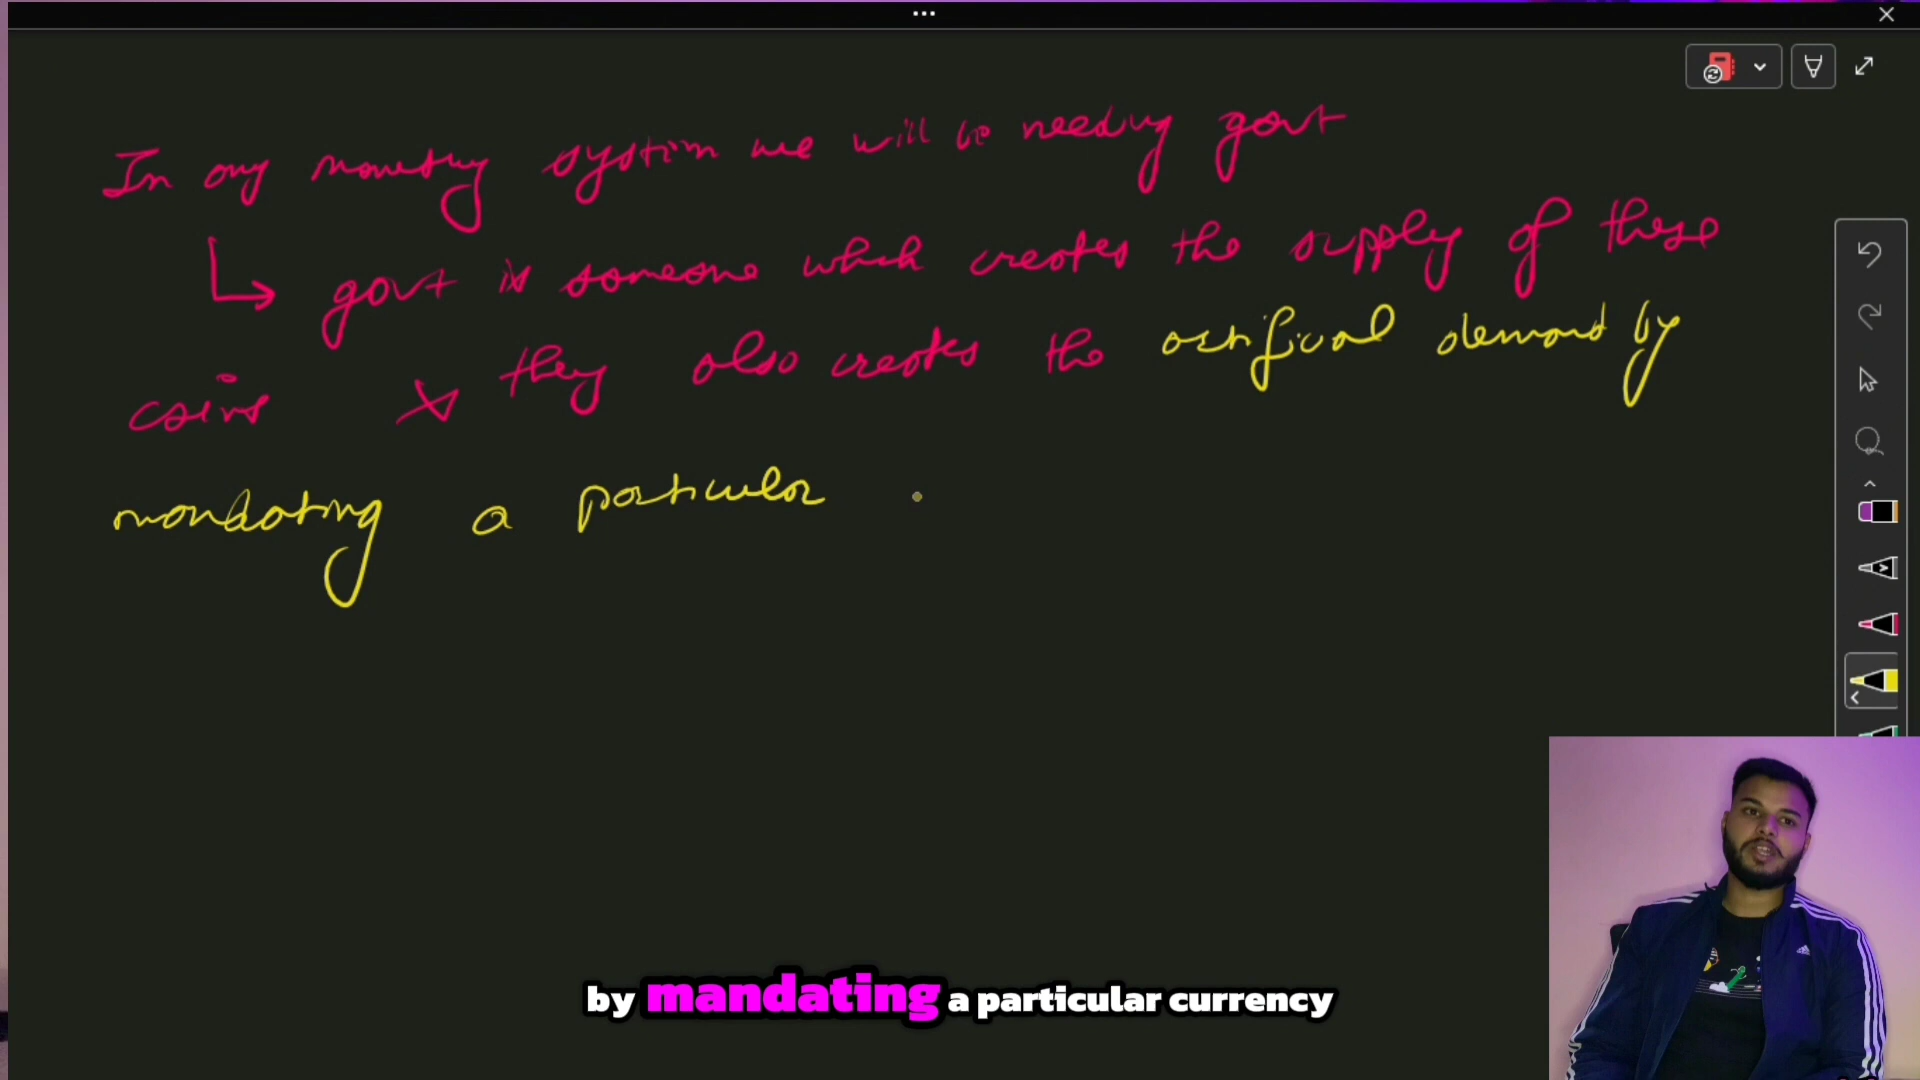 In any monetry system we will be needing govt
↳ govt is someone which creates the supply of these
coins & they also creates the artificial demand by
mandating a particular
by mandating a particular currency